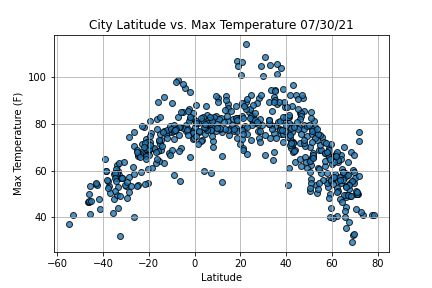 City Latitude vs. Max Temperature 07/30/21
100
80
60
40
Max Temperature (F)
−60 −40 −20 0 20 40 60 80
Latitude